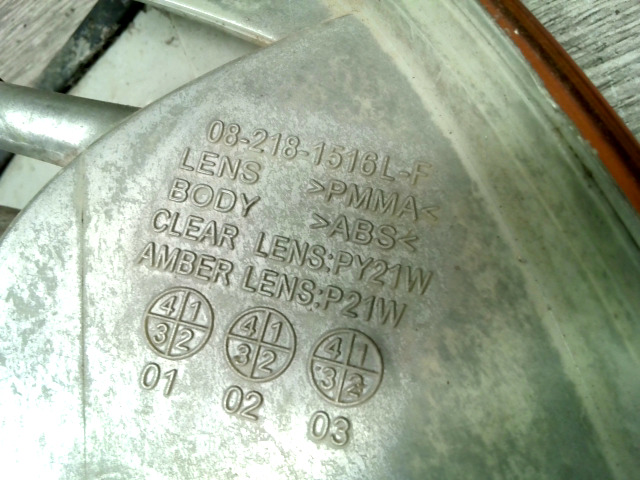 08-218-1516L-F
LENS >PMMA<
BODY >ABS<
CLEAR LENS:PY21W
AMBER LENS:P21W
4 1 4 1 4 1
3 2 3 2 3 2
01 02 03